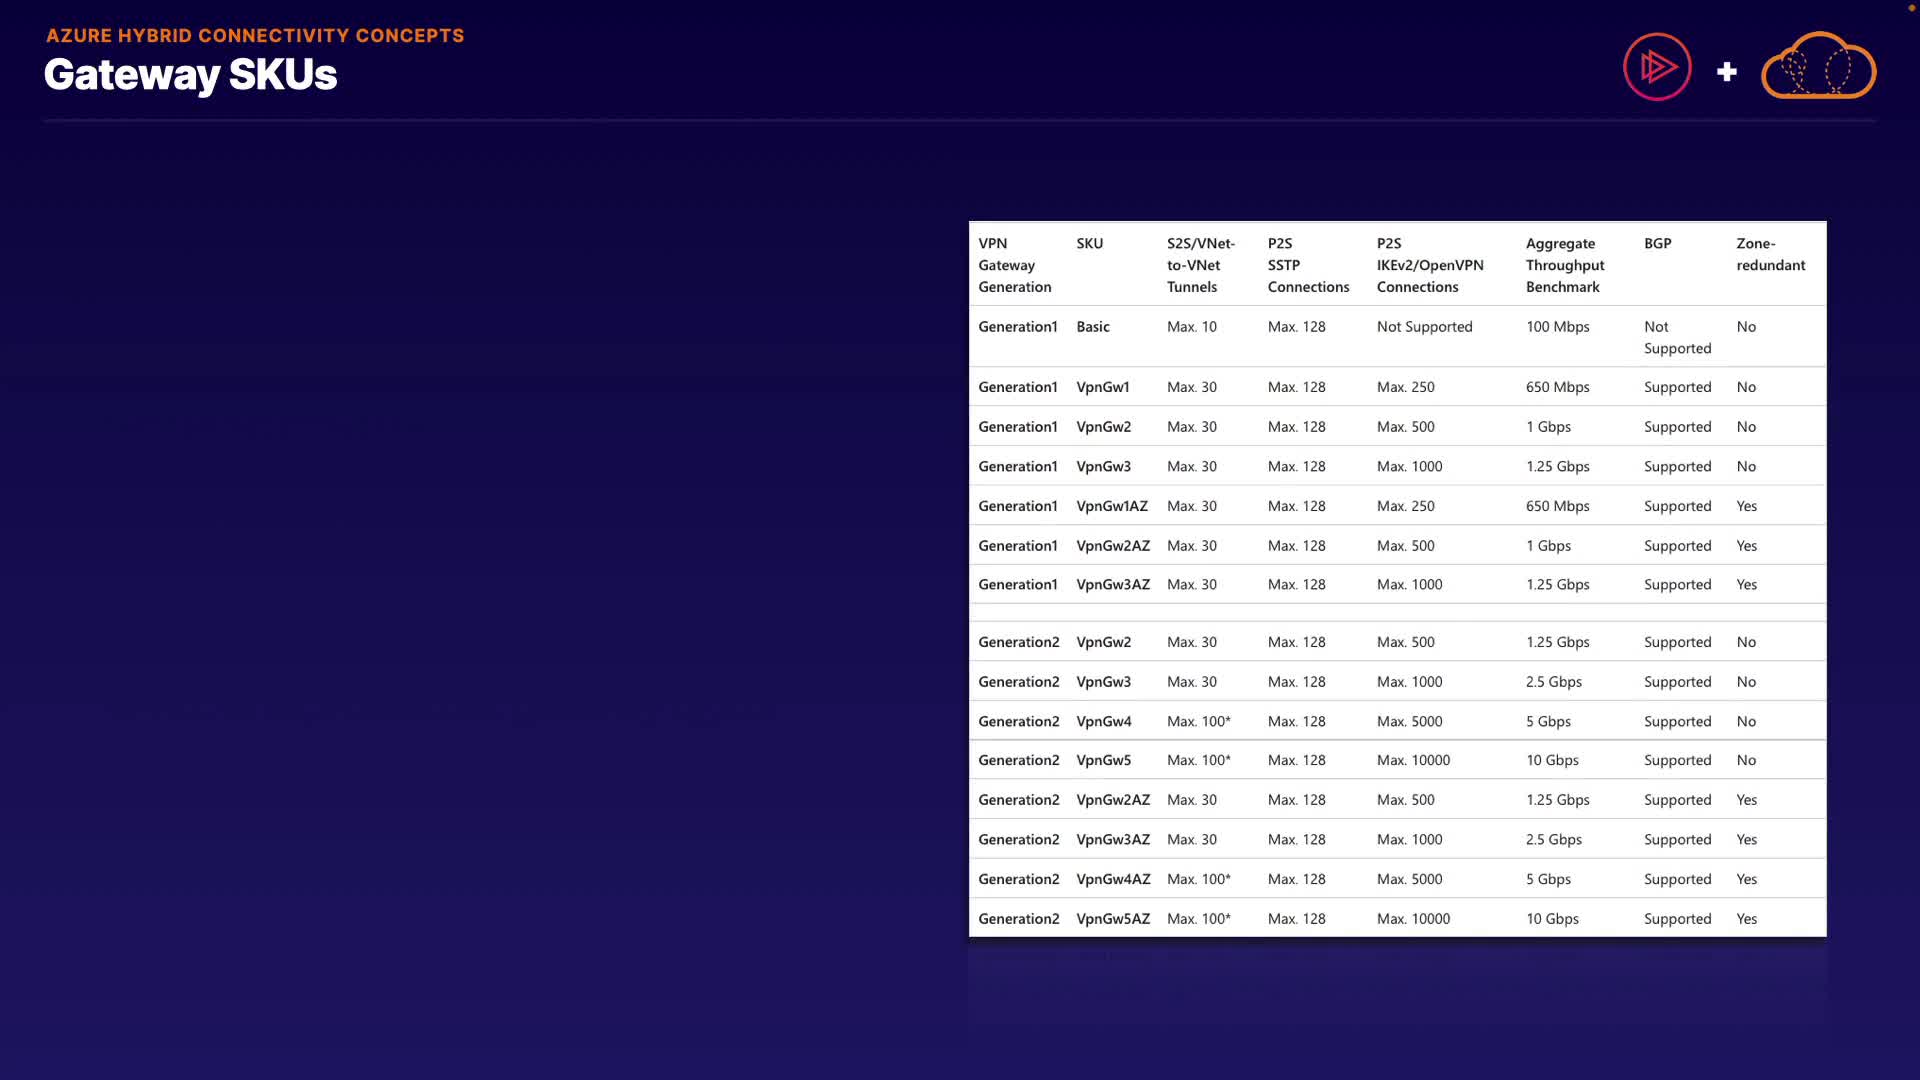 AZURE HYBRID CONNECTIVITY CONCEPTS
Gateway SKUs
VPN Gateway Generation SKU S2S/VNet-to-VNet Tunnels P2S SSTP Connections P2S IKEv2/OpenVPN Connections Aggregate Throughput Benchmark BGP Zone-redundant
Generation1 Basic Max. 10 Max. 128 Not Supported 100 Mbps Not Supported No
Generation1 VpnGw1 Max. 30 Max. 128 Max. 250 650 Mbps Supported No
Generation1 VpnGw2 Max. 30 Max. 128 Max. 500 1 Gbps Supported No
Generation1 VpnGw3 Max. 30 Max. 128 Max. 1000 1.25 Gbps Supported No
Generation1 VpnGw1AZ Max. 30 Max. 128 Max. 250 650 Mbps Supported Yes
Generation1 VpnGw2AZ Max. 30 Max. 128 Max. 500 1 Gbps Supported Yes
Generation1 VpnGw3AZ Max. 30 Max. 128 Max. 1000 1.25 Gbps Supported Yes
Generation2 VpnGw2 Max. 30 Max. 128 Max. 500 1.25 Gbps Supported No
Generation2 VpnGw3 Max. 30 Max. 128 Max. 1000 2.5 Gbps Supported No
Generation2 VpnGw4 Max. 100* Max. 128 Max. 5000 5 Gbps Supported No
Generation2 VpnGw5 Max. 100* Max. 128 Max. 10000 10 Gbps Supported No
Generation2 VpnGw2AZ Max. 30 Max. 128 Max. 500 1.25 Gbps Supported Yes
Generation2 VpnGw3AZ Max. 30 Max. 128 Max. 1000 2.5 Gbps Supported Yes
Generation2 VpnGw4AZ Max. 100* Max. 128 Max. 5000 5 Gbps Supported Yes
Generation2 VpnGw5AZ Max. 100* Max. 128 Max. 10000 10 Gbps Supported Yes